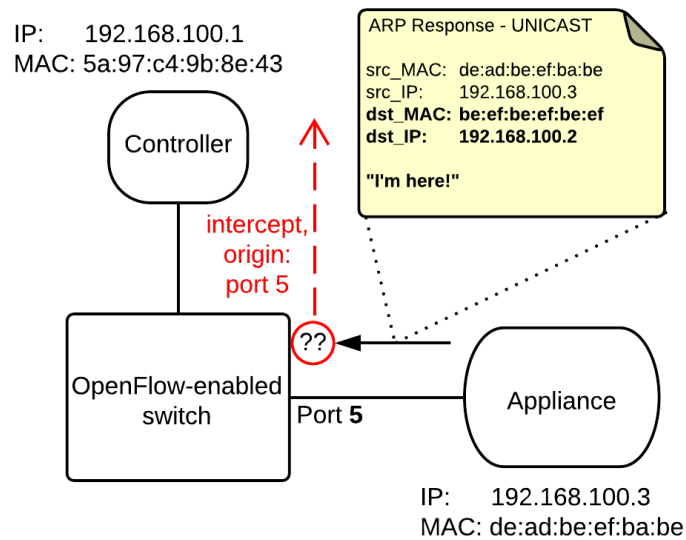 IP: 192.168.100.1
MAC: 5a:97:c4:9b:8e:43
Controller
ARP Response - UNICAST
src_MAC: de:ad:be:ef:ba:be
src_IP: 192.168.100.3
dst_MAC: be:ef:be:ef:be:ef
dst_IP: 192.168.100.2
"I'm here!"
intercept,
origin:
port 5
??
OpenFlow-enabled
switch
Port 5
Appliance
IP: 192.168.100.3
MAC: de:ad:be:ef:ba:be